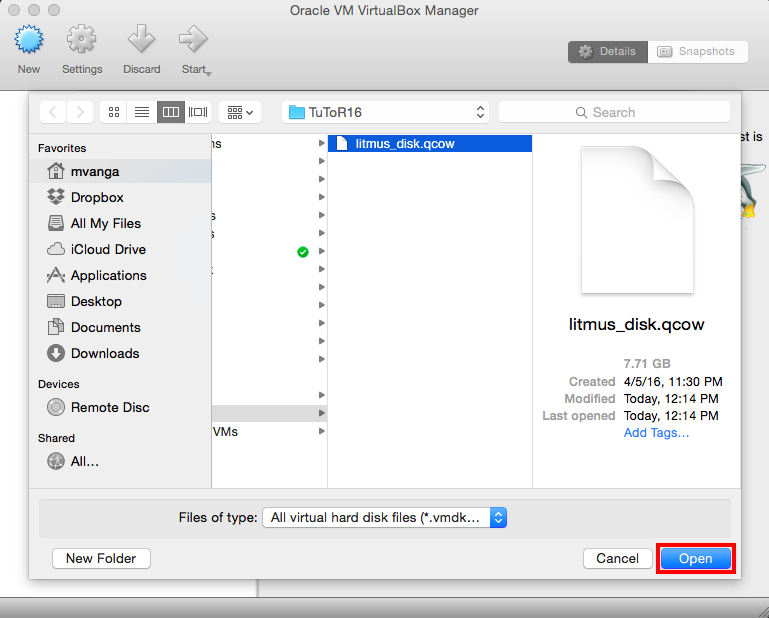 Oracle VM VirtualBox Manager
New Settings Discard Start
Details Snapshots
TuToR16
Search
st is
Favorites
mvanga
Dropbox
All My Files
iCloud Drive
Applications
Desktop
Documents
Downloads
Devices
Remote Disc
Shared
All...
ns
s
s
VMs
litmus_disk.qcow
litmus_disk.qcow
7.71 GB
Created 4/5/16, 11:30 PM
Modified Today, 12:14 PM
Last opened Today, 12:14 PM
Add Tags...
Files of type: All virtual hard disk files (*.vmdk...
New Folder Cancel Open